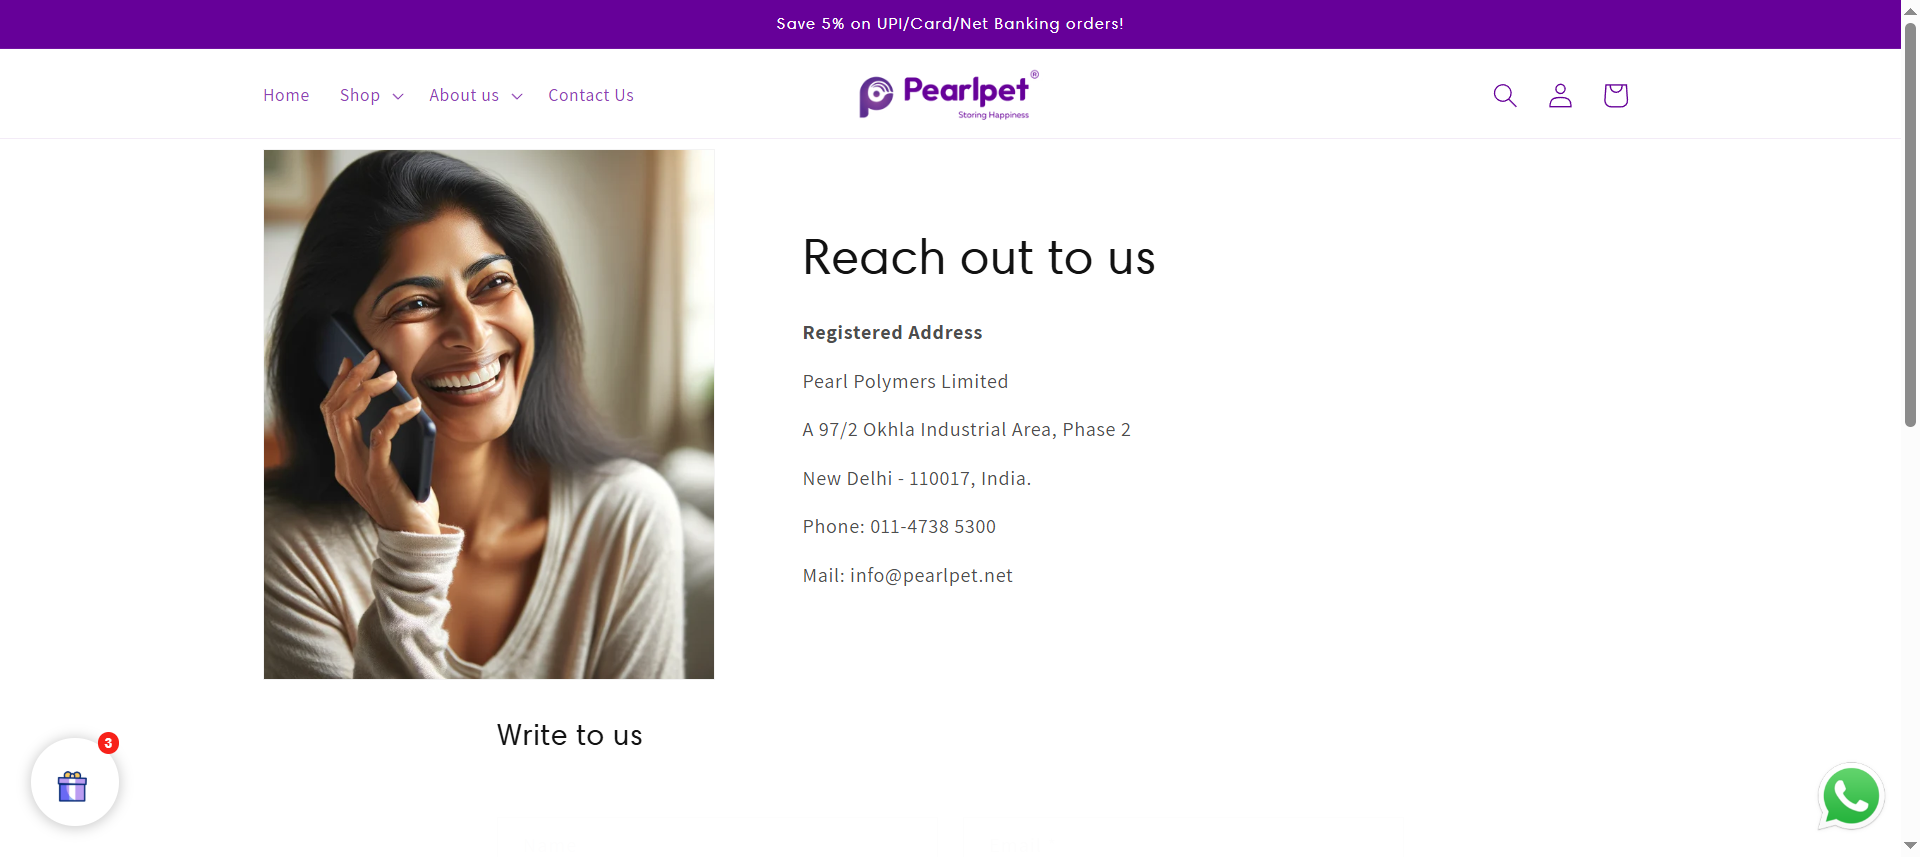 Save 5% on UPI/Card/Net Banking orders!
Home
Shop
About us
Contact Us
Pearlpet®
Storing Happiness
Reach out to us
Registered Address
Pearl Polymers Limited
A 97/2 Okhla Industrial Area, Phase 2
New Delhi - 110017, India.
Phone: 011-4738 5300
Mail: info@pearlpet.net
Write to us
3